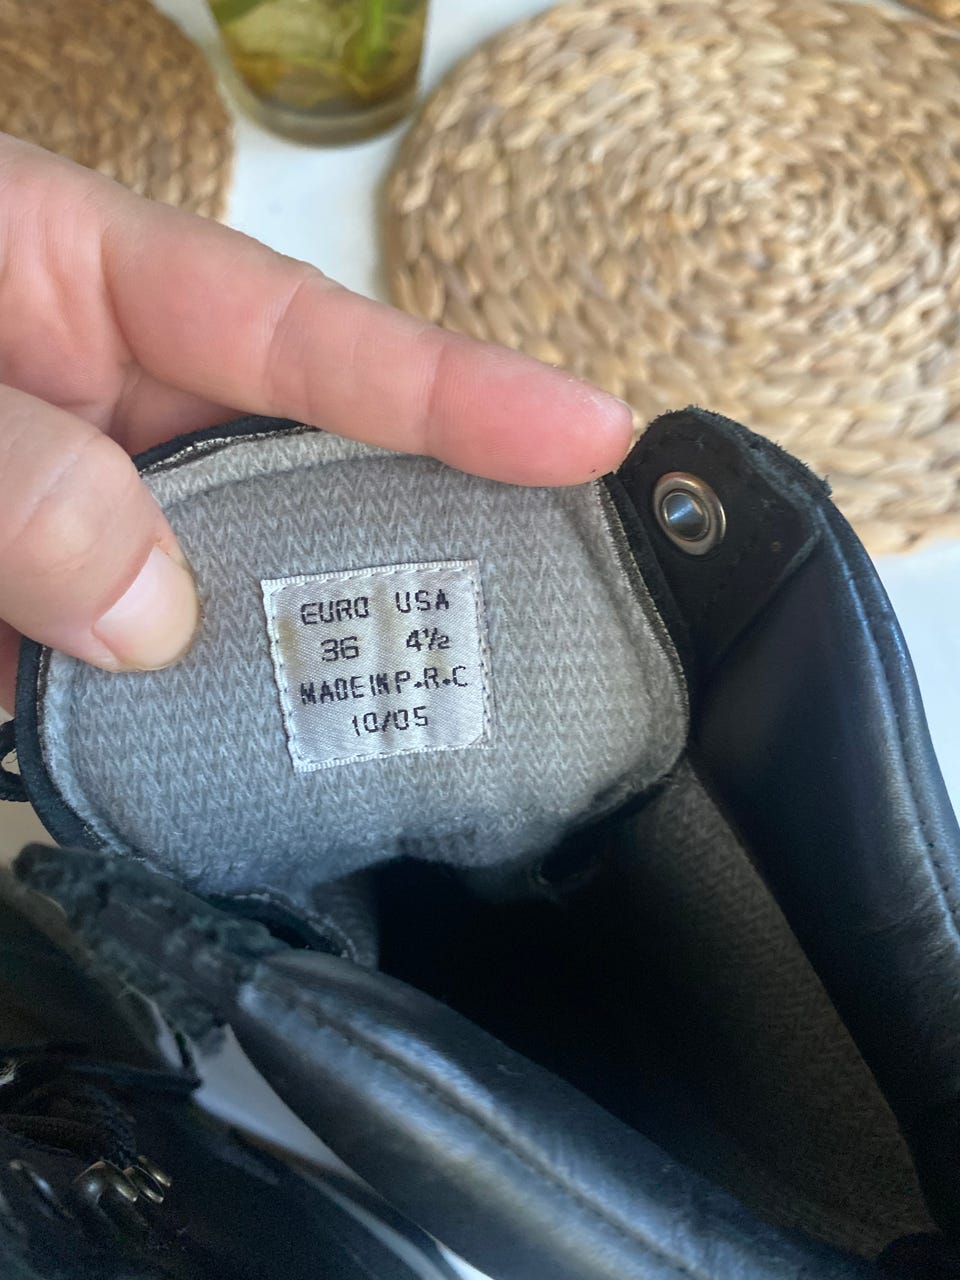 EURO USA
36 4½
MADE IN P.R.C
10/05